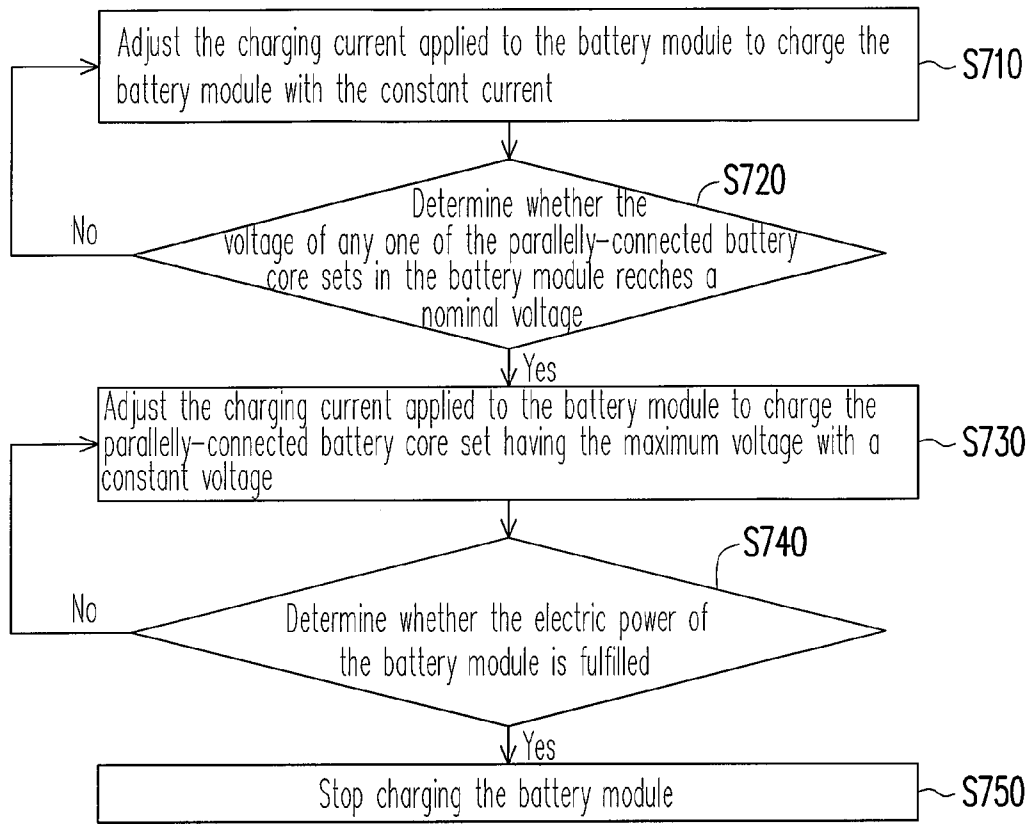 Adjust the charging current applied to the battery module to charge the
battery module with the constant current
S710
S720
Determine whether the
voltage of any one of the parallelly-connected battery
core sets in the battery module reaches a
nominal voltage
No
Yes
Adjust the charging current applied to the battery module to charge the
parallelly-connected battery core set having the maximum voltage with a
constant voltage
S730
S740
Determine whether the electric power of
the battery module is fulfilled
No
Yes
Stop charging the battery module
S750